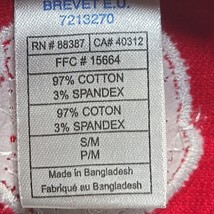 BREVET E.U.
7213270
RN # 88387 CA# 40312
FFC # 15664
97% COTTON
3% SPANDEX
97% COTON
3% SPANDEX
S/M
P/M
Made in Bangladesh
Fabriqué au Bangladesh